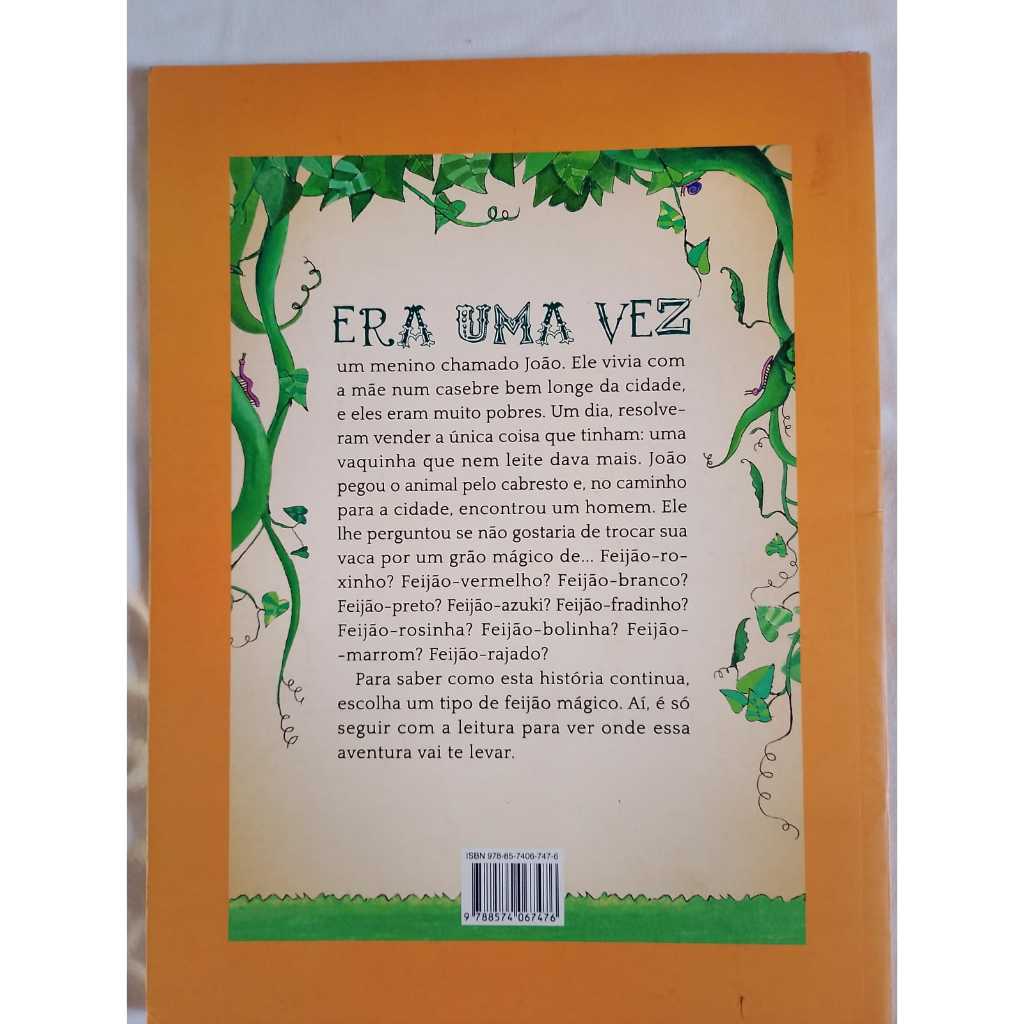 ERA UMA VEZ
um menino chamado João. Ele vivia com
a mãe num casebre bem longe da cidade,
e eles eram muito pobres. Um dia, resolve-
ram vender a única coisa que tinham: uma
vaquinha que nem leite dava mais. João
pegou o animal pelo cabresto e, no caminho
para a cidade, encontrou um homem. Ele
lhe perguntou se não gostaria de trocar sua
vaca por um grão mágico de... Feijão-ro-
xinho? Feijão-vermelho? Feijão-branco?
Feijão-preto? Feijão-azuki? Feijão-fradinho?
Feijão-rosinha? Feijão-bolinha? Feijão-
-marrom? Feijão-rajado?
Para saber como esta história continua,
escolha um tipo de feijão mágico. Aí, é só
seguir com a leitura para ver onde essa
aventura vai te levar.
ISBN 978-85-7406-747-6
9 788574 067476